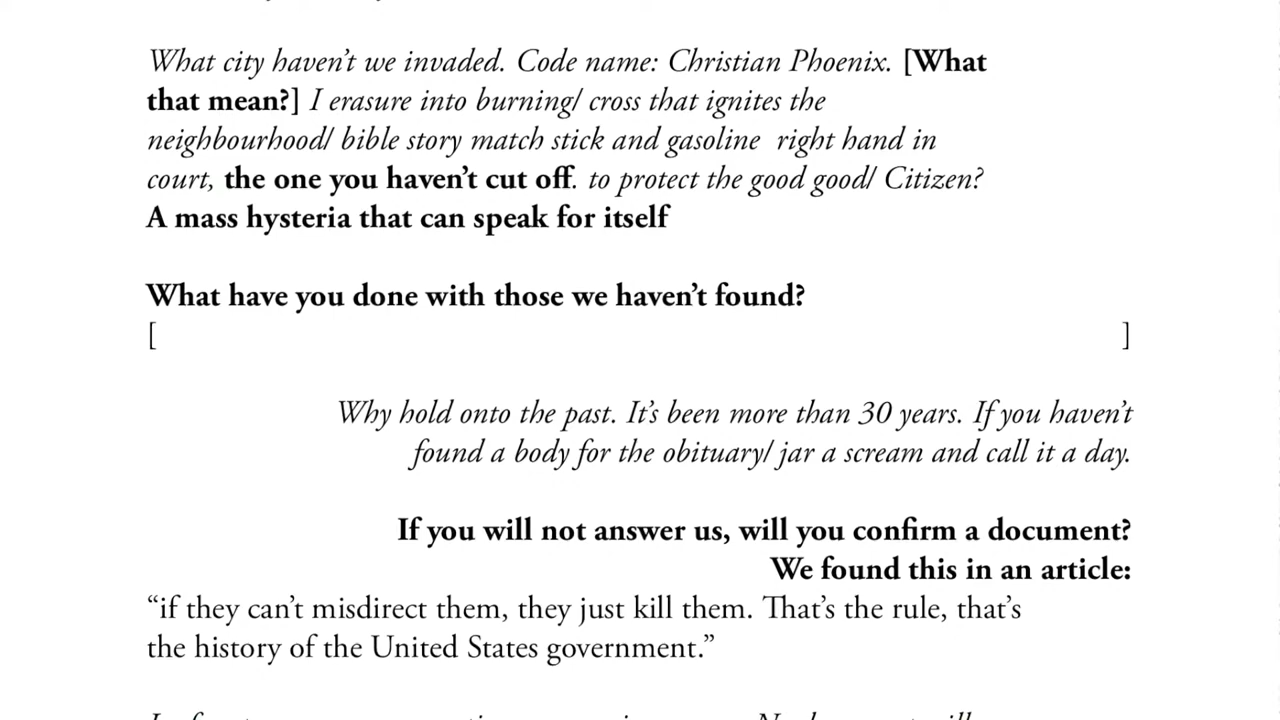 What city haven’t we invaded. Code name: Christian Phoenix. [What
that mean?] I erasure into burning/ cross that ignites the
neighbourhood/ bible story match stick and gasoline  right hand in
court, the one you haven’t cut off. to protect the good good/ Citizen?
A mass hysteria that can speak for itself
What have you done with those we haven’t found?
[ ]
Why hold onto the past. It’s been more than 30 years. If you haven’t
found a body for the obituary/ jar a scream and call it a day.
If you will not answer us, will you confirm a document?
We found this in an article:
“if they can’t misdirect them, they just kill them. That’s the rule, that’s
the history of the United States government.”